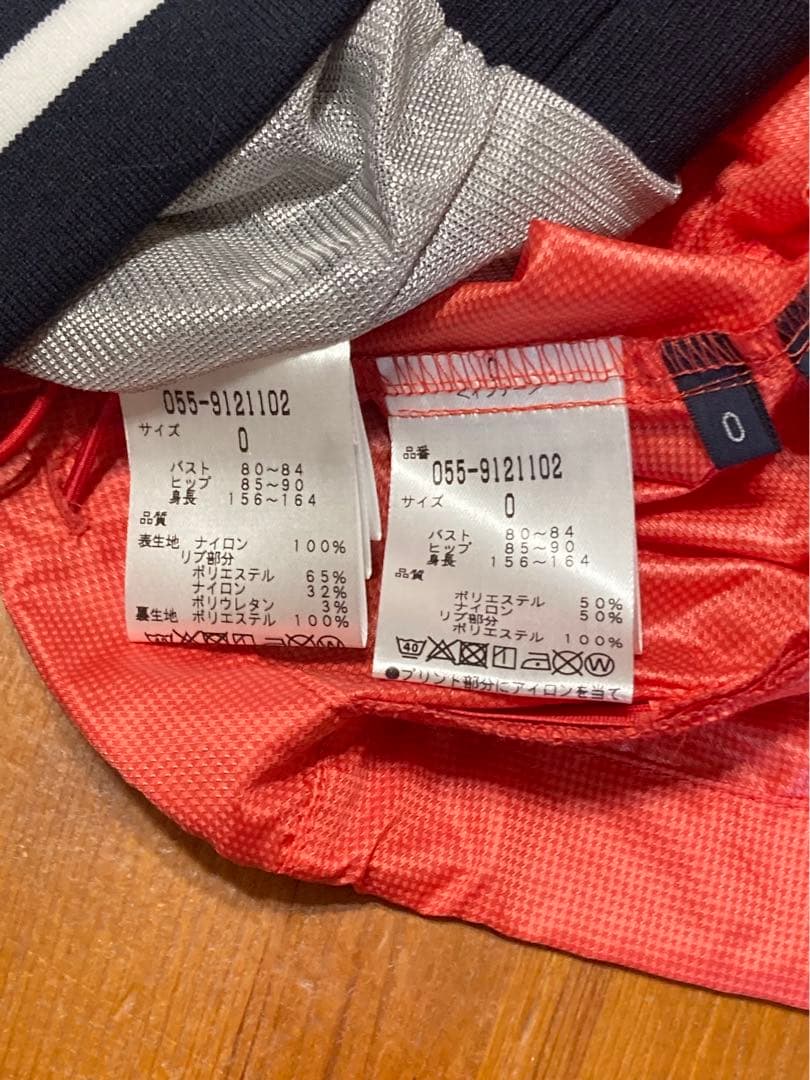 055-9121102
サイズ
0
バスト 80～84
ヒップ 85～90
身長 156～164
品質
表生地 ナイロン 100%
リブ部分
ポリエステル 65%
ナイロン 32%
ポリウレタン 3%
裏生地 ポリエステル 100%
40
品番
055-9121102
サイズ
0
バスト 80～84
ヒップ 85～90
身長 156～164
品質
ポリエステル 50%
ナイロン 50%
リブ部分
ポリエステル 100%
40 W
●プリント部分にアイロンを当て
0